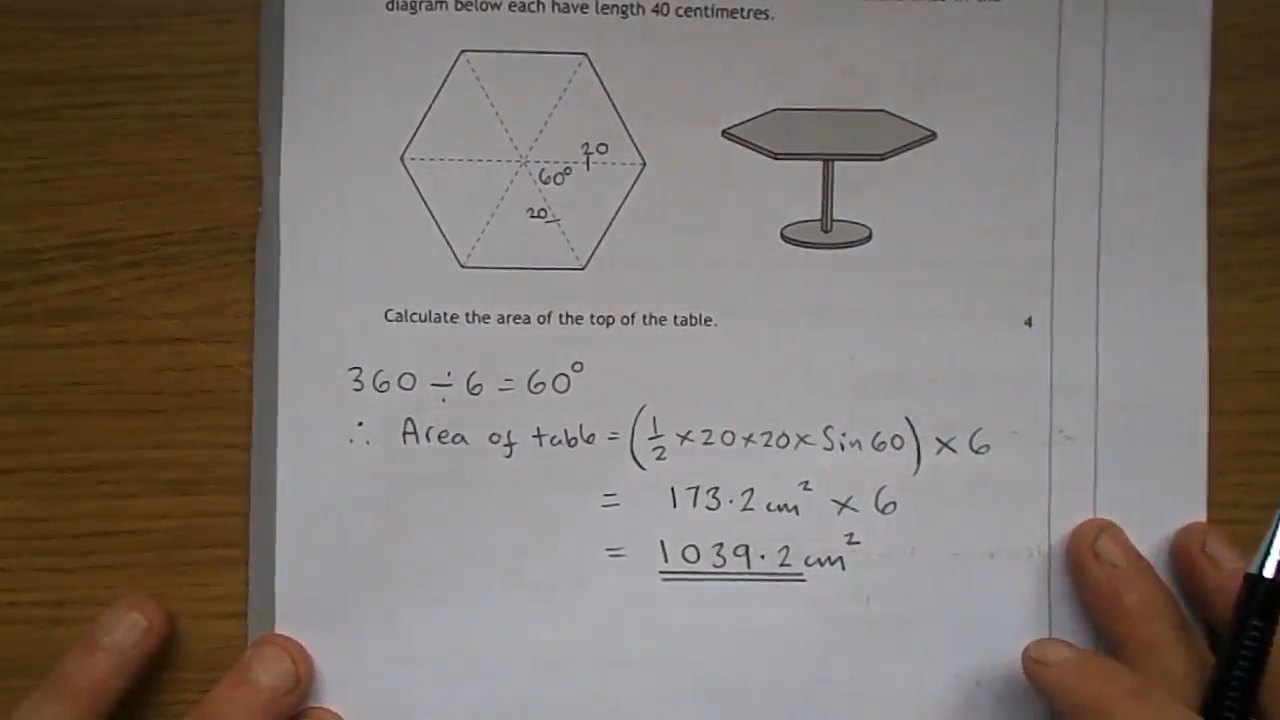 diagram below each have length 40 centimetres.
20
60°
20
Calculate the area of the top of the table.
4
360 ÷ 6 = 60°
∴ Area of table = (1/2 × 20 × 20 × Sin 60) × 6
= 173.2 cm² × 6
= 1039.2 cm²